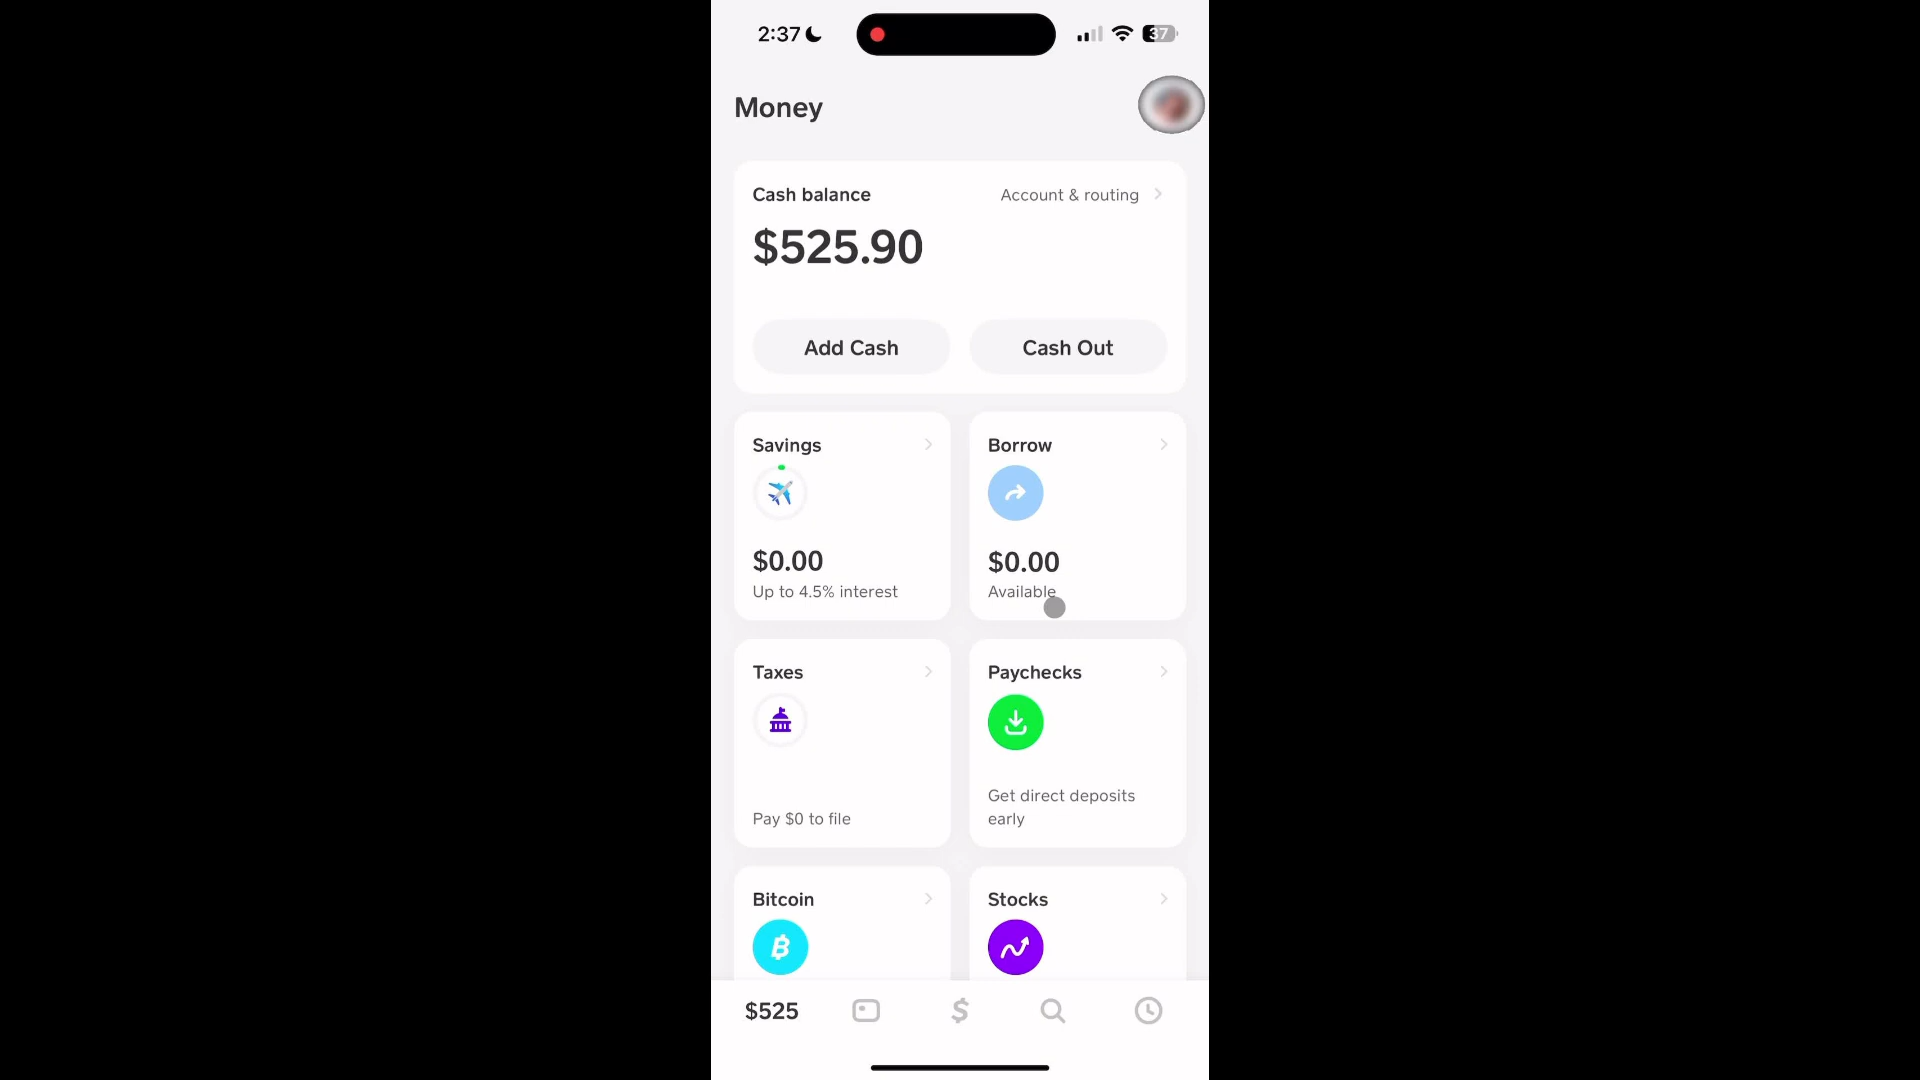 2:37
37
Money
Cash balance
Account & routing
$525.90
Add Cash
Cash Out
Savings
Borrow
$0.00
Up to 4.5% interest
$0.00
Available
Taxes
Paychecks
Pay $0 to file
Get direct deposits
early
Bitcoin
Stocks
$525